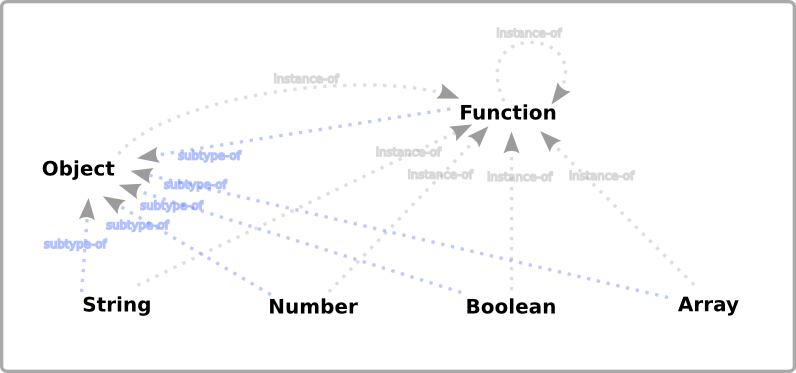 instance-of
instance-of
Function
instance-of
subtype-of
Object
instance-of
instance-of
instance-of
subtype-of
subtype-of
subtype-of
subtype-of
String
Number
Boolean
Array